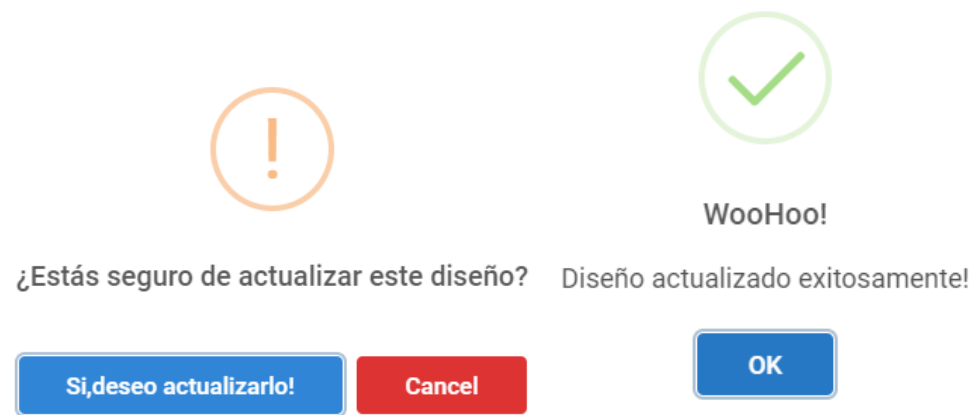 ¿Estás seguro de actualizar este diseño?
Si,deseo actualizarlo!
Cancel
WooHoo!
Diseño actualizado exitosamente!
OK